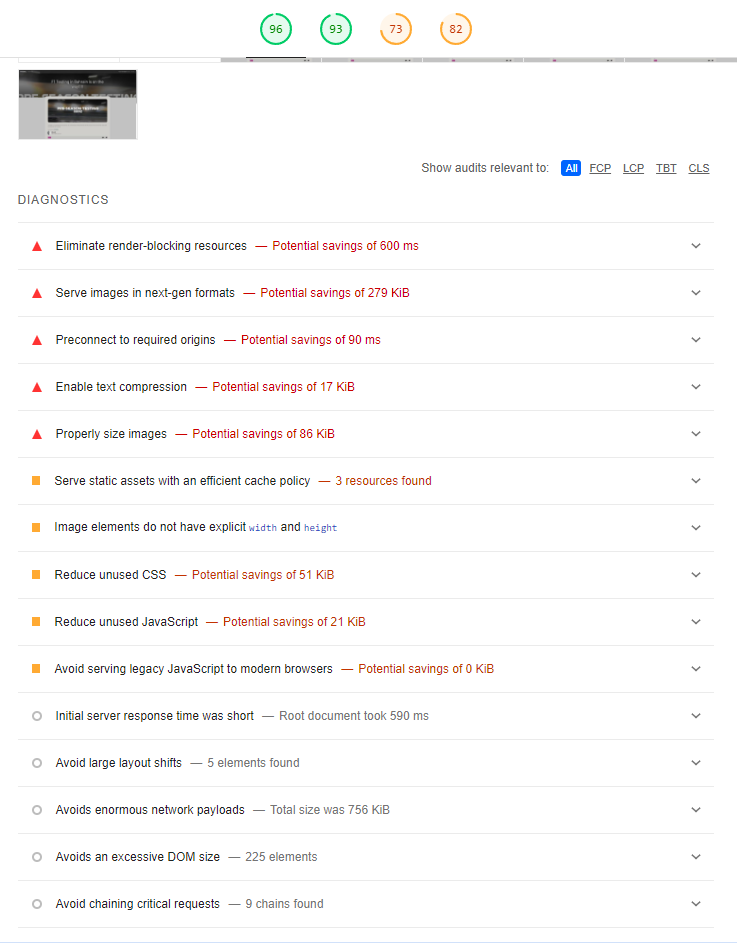 96 93 73 82
Show audits relevant to: All FCP LCP TBT CLS
DIAGNOSTICS
Eliminate render-blocking resources — Potential savings of 600 ms
Serve images in next-gen formats — Potential savings of 279 KiB
Preconnect to required origins — Potential savings of 90 ms
Enable text compression — Potential savings of 17 KiB
Properly size images — Potential savings of 86 KiB
Serve static assets with an efficient cache policy — 3 resources found
Image elements do not have explicit width and height
Reduce unused CSS — Potential savings of 51 KiB
Reduce unused JavaScript — Potential savings of 21 KiB
Avoid serving legacy JavaScript to modern browsers — Potential savings of 0 KiB
Initial server response time was short — Root document took 590 ms
Avoid large layout shifts — 5 elements found
Avoids enormous network payloads — Total size was 756 KiB
Avoids an excessive DOM size — 225 elements
Avoid chaining critical requests — 9 chains found